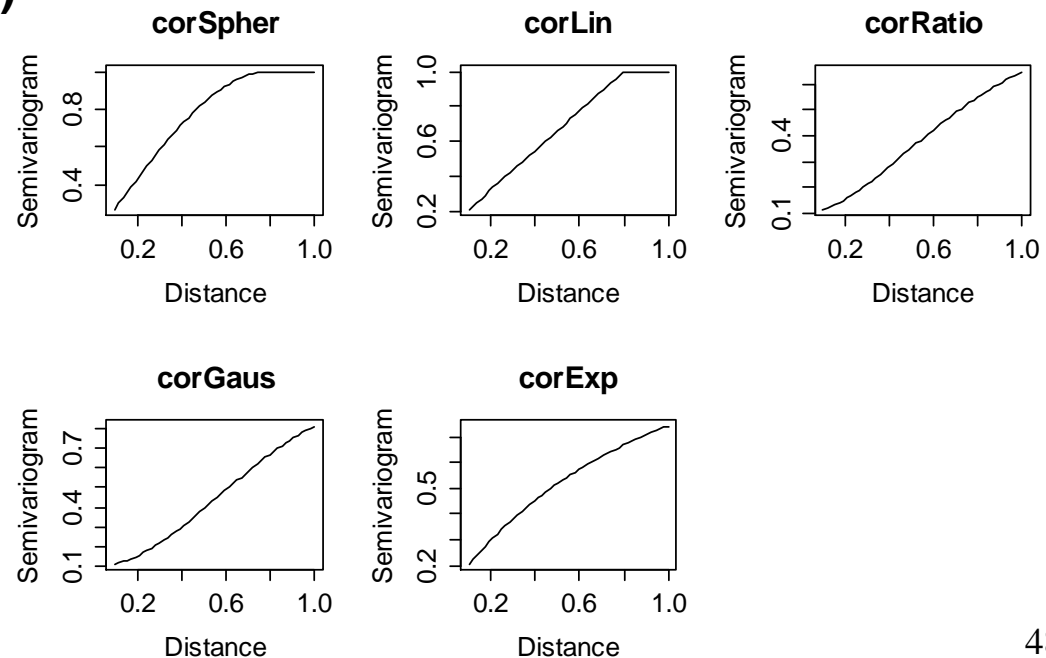 )
corSpher
Semivariogram
0.4 0.8
0.2 0.6 1.0
Distance
corLin
Semivariogram
0.2 0.6 1.0
0.2 0.6 1.0
Distance
corRatio
Semivariogram
0.1 0.4
0.2 0.6 1.0
Distance
corGaus
Semivariogram
0.1 0.4 0.7
0.2 0.6 1.0
Distance
corExp
Semivariogram
0.2 0.5
0.2 0.6 1.0
Distance
4